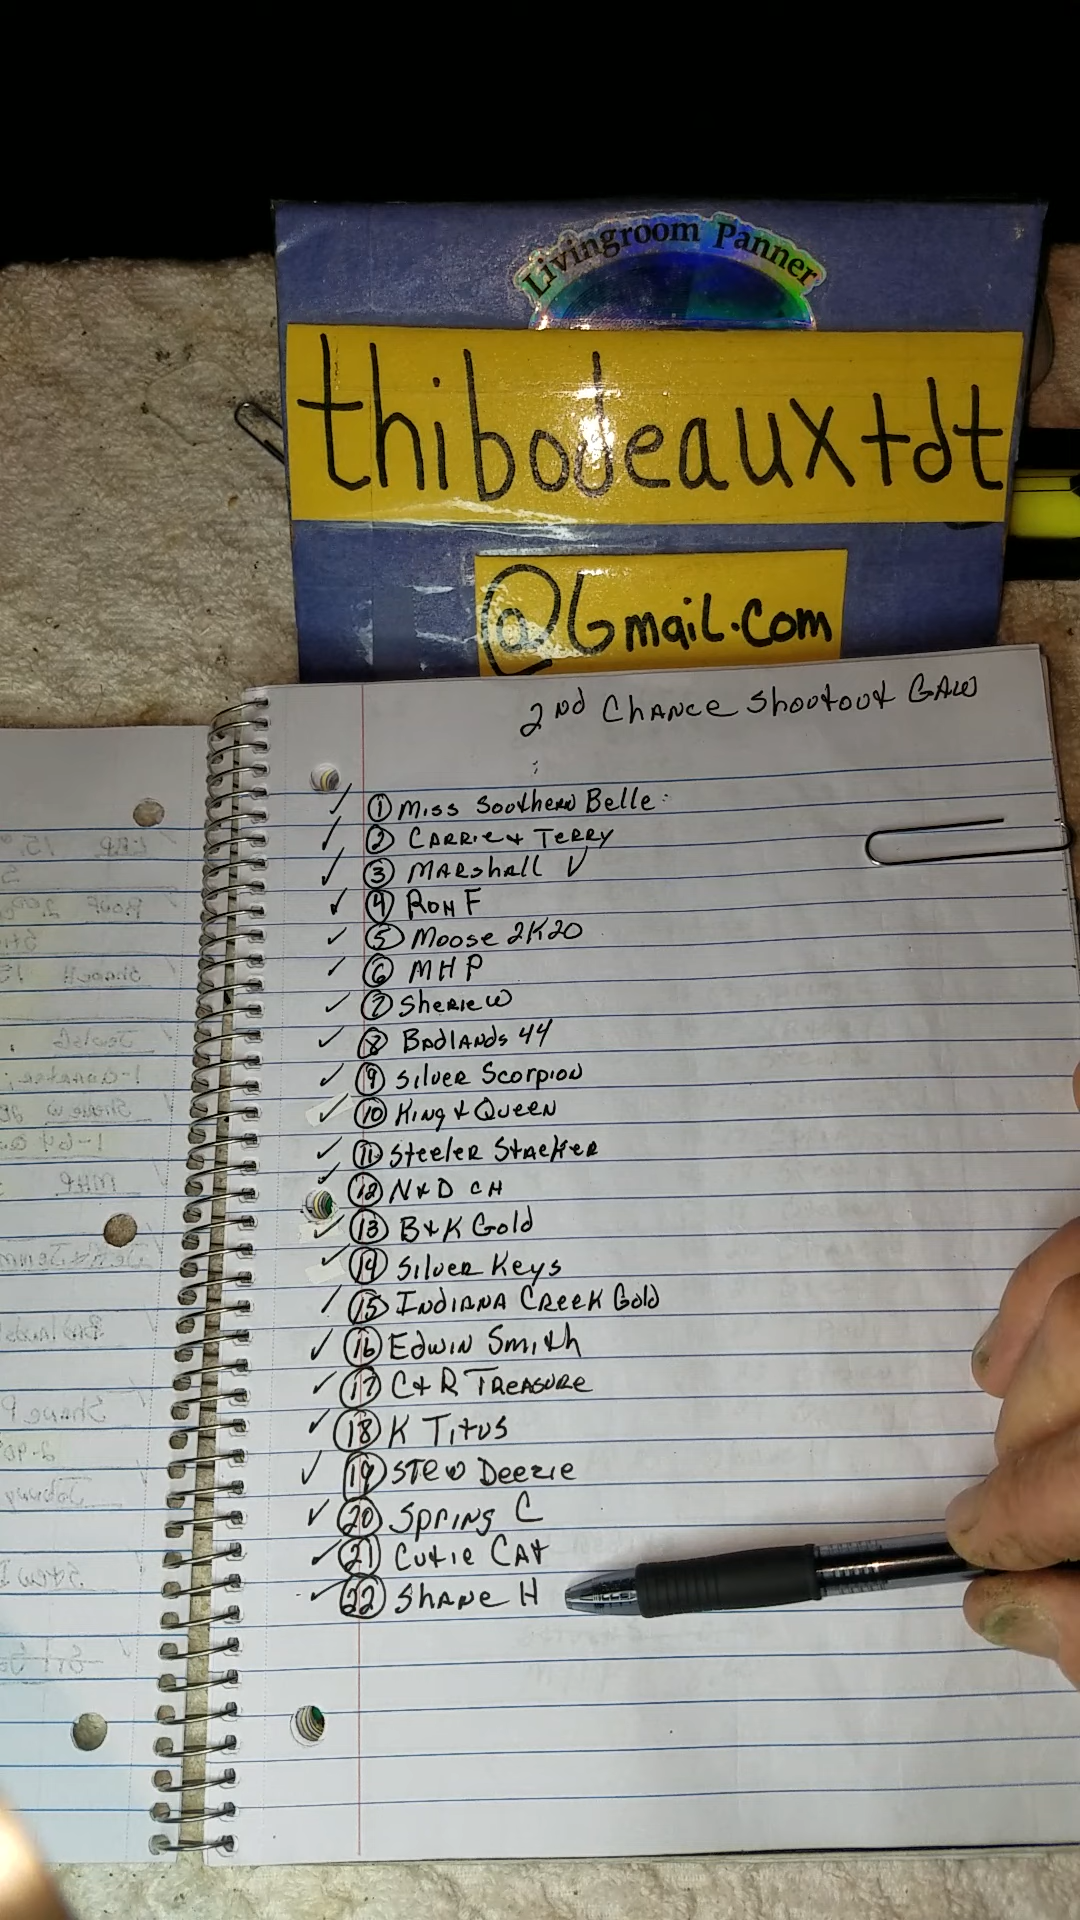 Livingroom Panner
thibodeauxtdt
@Gmail.com
2nd Chance Shootout GAW
✓ 1 Miss Southern Belle
✓ 2 Carrie + Terry
✓ 3 Marshall ✓
✓ 4 Ron F
✓ 5 Moose 2K20
✓ 6 MHP
✓ 7 Sherie W
✓ 8 Badlands 44
✓ 9 Silver Scorpion
✓ 10 King + Queen
✓ 11 Steeler Stacker
✓ 12 N+D CH
✓ 13 B+K Gold
✓ 14 Silver Keys
✓ 15 Indiana Creek Gold
✓ 16 Edwin Smith
✓ 17 C+R Treasure
✓ 18 K Titus
✓ 19 Stew Deezie
✓ 20 Spring C
✓ 21 Cutie Cat
✓ 22 Shane H